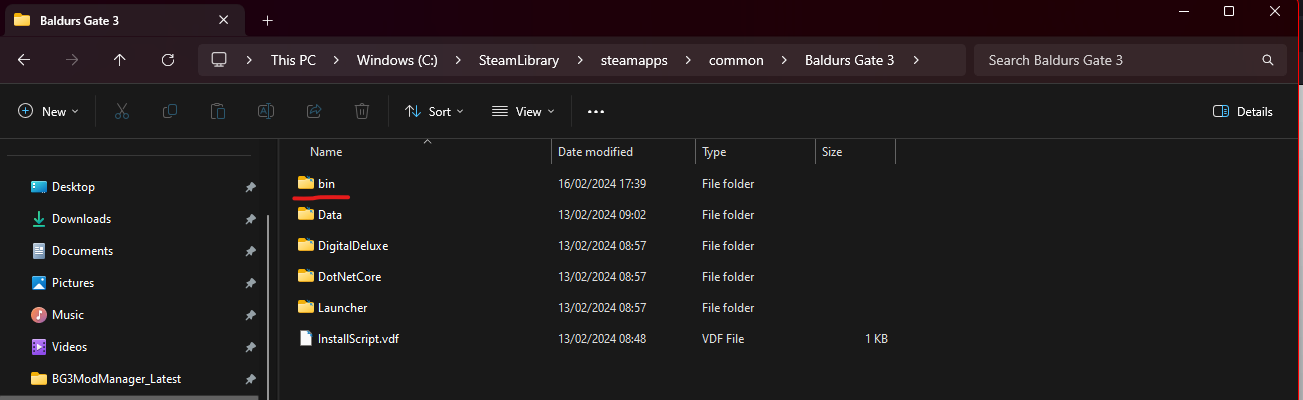 Baldurs Gate 3
This PC Windows (C:) SteamLibrary steamapps common Baldurs Gate 3 Search Baldurs Gate 3
New Sort View Details
Name Date modified Type Size
Desktop
Downloads
Documents
Pictures
Music
Videos
BG3ModManager_Latest
bin 16/02/2024 17:39 File folder
Data 13/02/2024 09:02 File folder
DigitalDeluxe 13/02/2024 08:57 File folder
DotNetCore 13/02/2024 08:57 File folder
Launcher 13/02/2024 08:57 File folder
InstallScript.vdf 13/02/2024 08:48 VDF File 1 KB